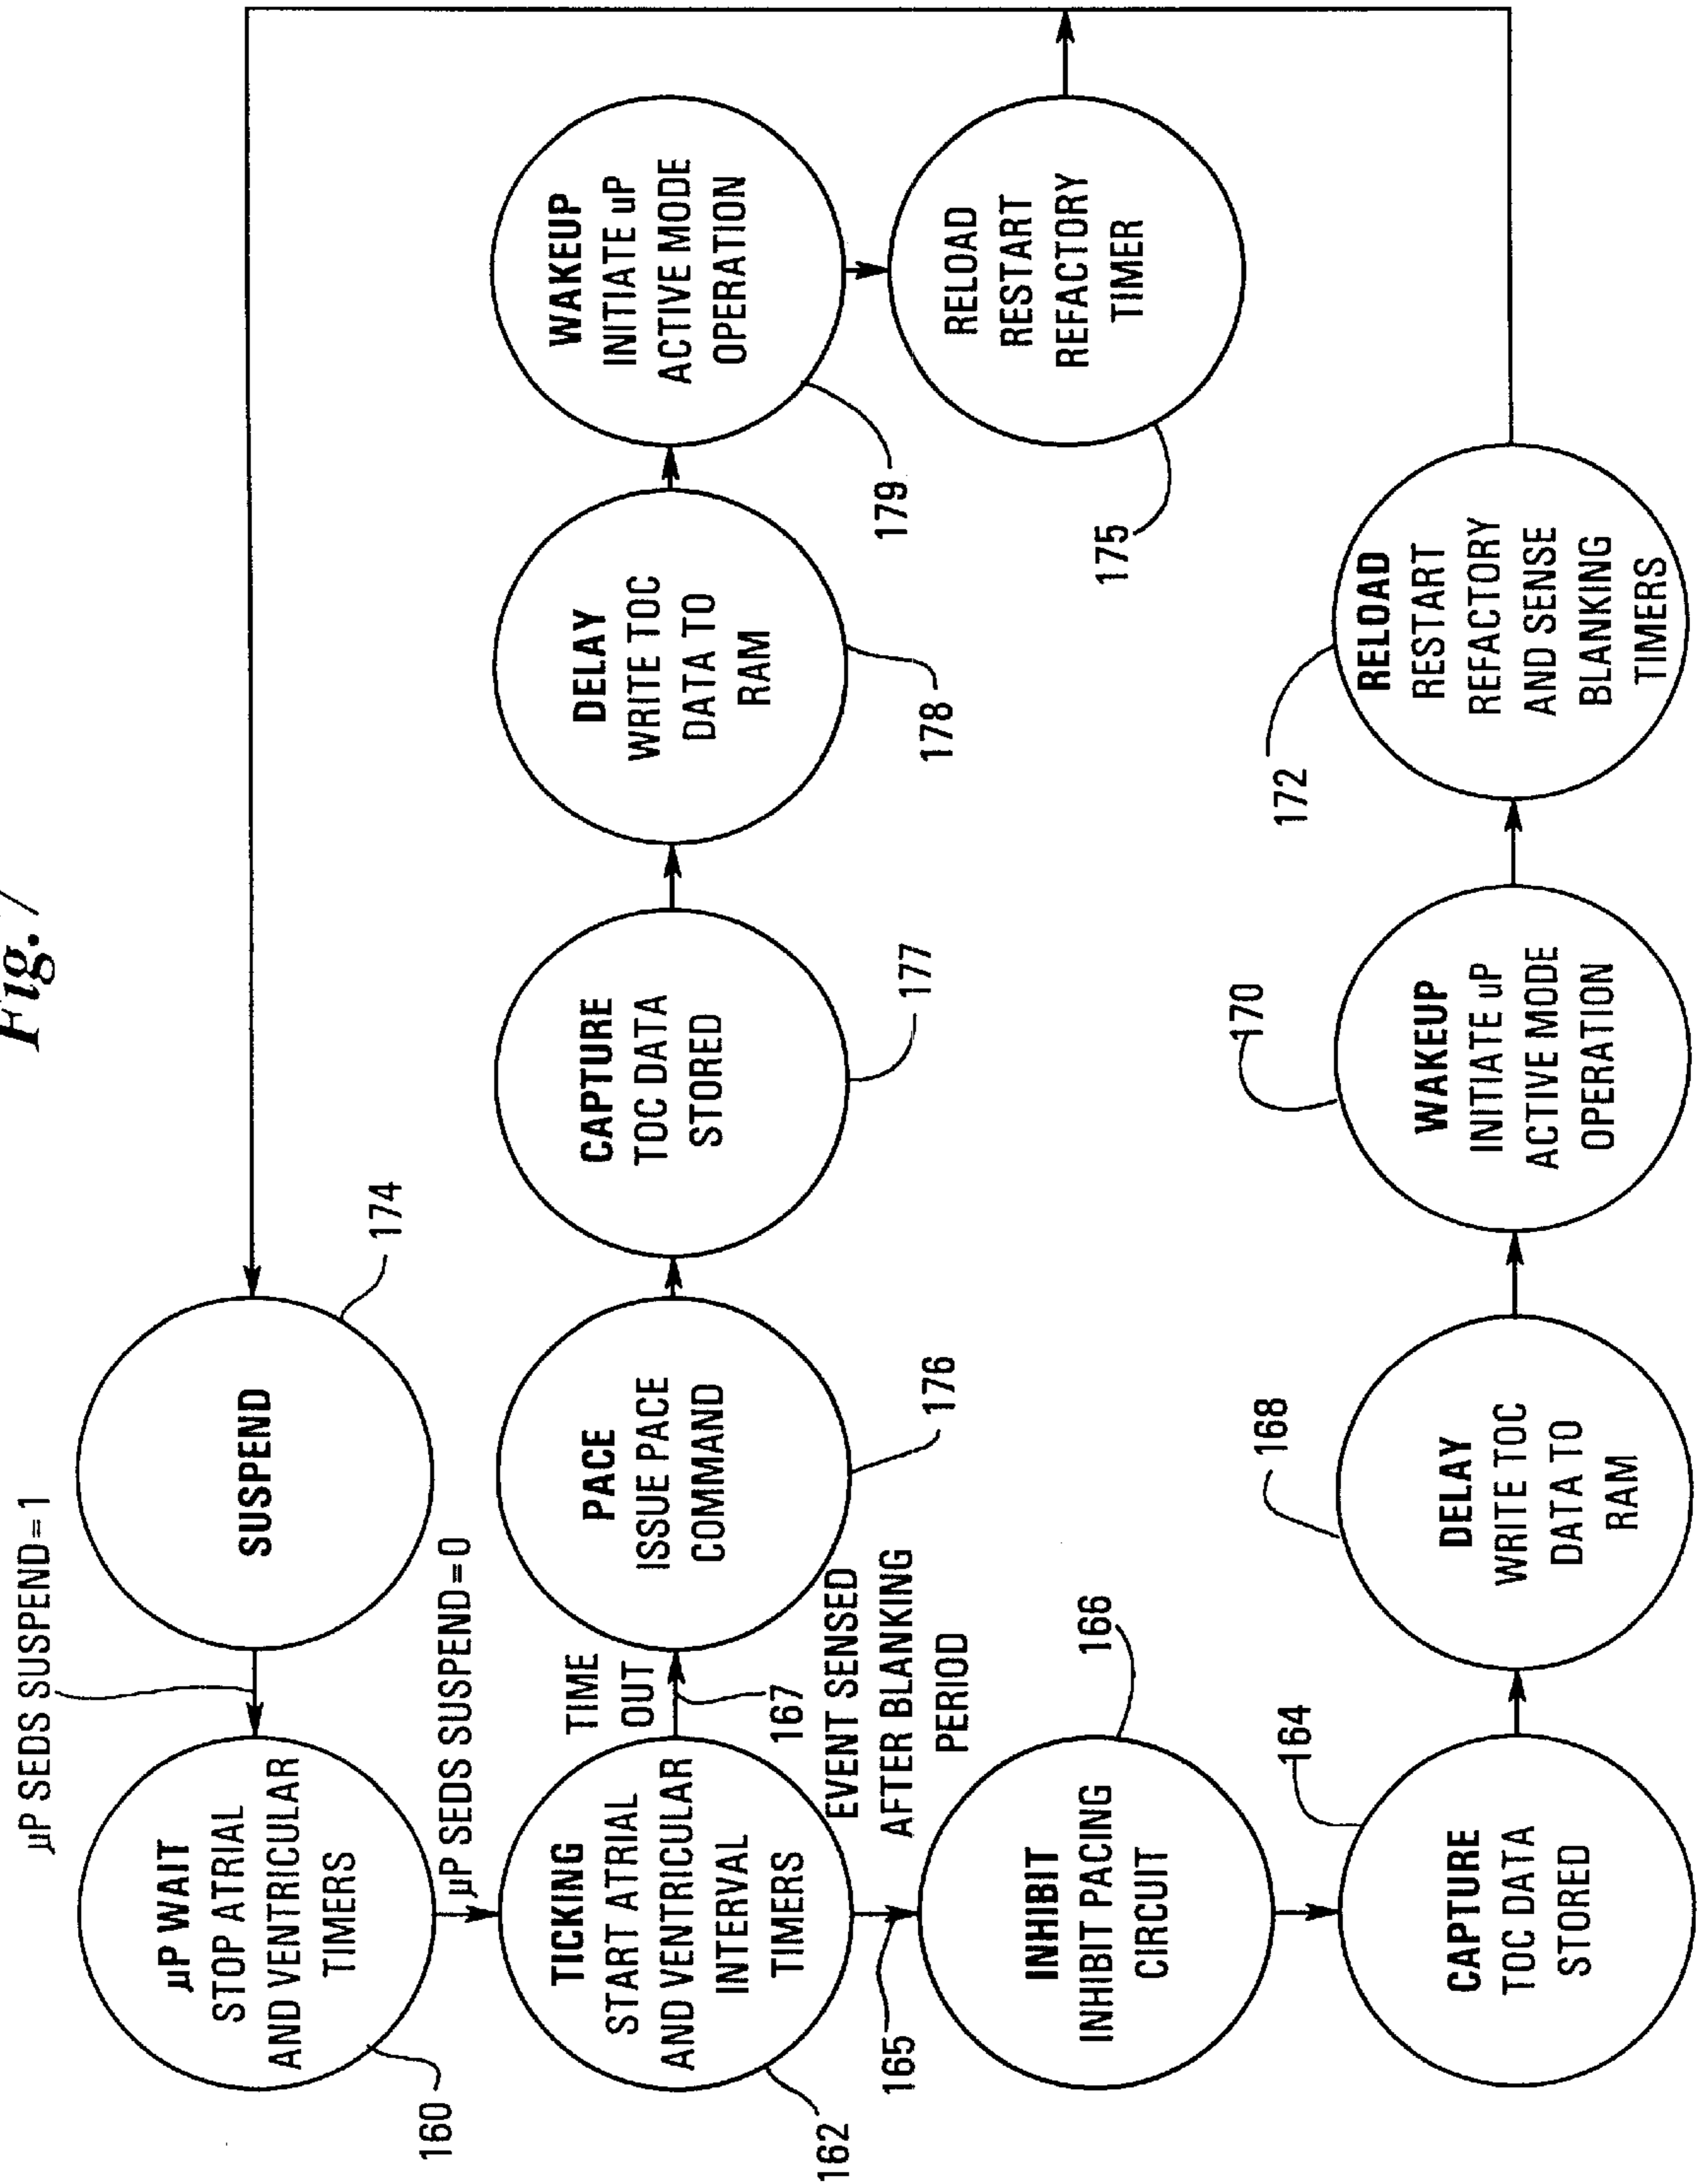 Fig. 7
µP SEDS SUSPEND=1
µP WAIT
STOP ATRIAL
AND VENTRICULAR
TIMERS
160
SUSPEND
174
µP SEDS SUSPEND=0
TICKING
START ATRIAL
AND VENTRICULAR
INTERVAL
TIMERS
162
TIME
OUT
167
PACE
ISSUE PACE
COMMAND
176
CAPTURE
TOC DATA
STORED
177
DELAY
WRITE TOC
DATA TO
RAM
178
WAKEUP
INITIATE uP
ACTIVE MODE
OPERATION
179
RELOAD
RESTART
REFACTORY
TIMER
175
165
EVENT SENSED
AFTER BLANKING
PERIOD
INHIBIT
INHIBIT PACING
CIRCUIT
166
CAPTURE
TOC DATA
STORED
164
DELAY
WRITE TOC
DATA TO
RAM
168
WAKEUP
INITIATE uP
ACTIVE MODE
OPERATION
170
RELOAD
RESTART
REFACTORY
AND SENSE
BLANKING
TIMERS
172